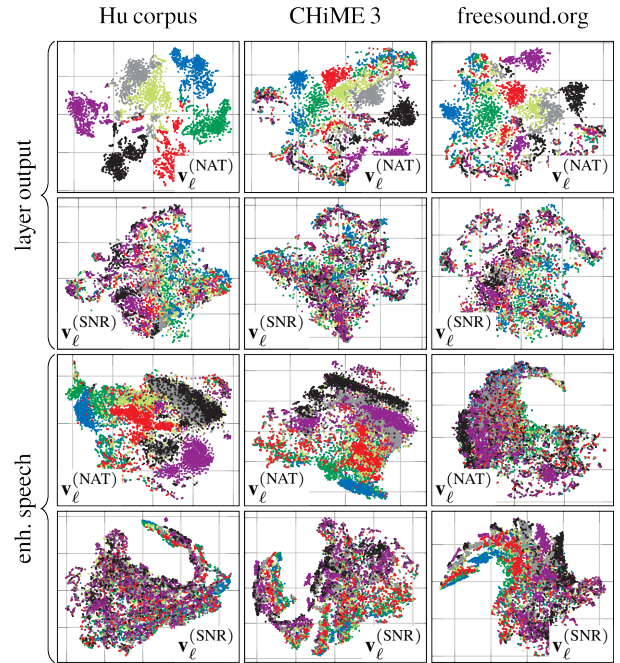 Hu corpus CHiME 3 freesound.org
layer output
v_ℓ^(NAT) v_ℓ^(NAT) v_ℓ^(NAT)
v_ℓ^(SNR) v_ℓ^(SNR) v_ℓ^(SNR)
enh. speech
v_ℓ^(NAT) v_ℓ^(NAT) v_ℓ^(NAT)
v_ℓ^(SNR) v_ℓ^(SNR) v_ℓ^(SNR)